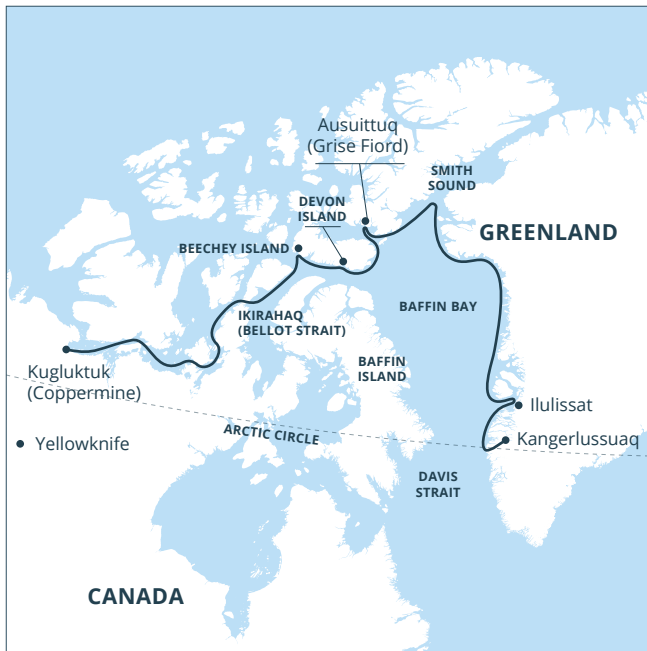 Ausuittuq
(Grise Fiord)
SMITH
SOUND
DEVON
ISLAND
GREENLAND
BEECHEY ISLAND
BAFFIN BAY
IKIRAHAQ
(BELLOT STRAIT)
BAFFIN
ISLAND
Kugluktuk
(Coppermine)
Ilulissat
ARCTIC CIRCLE
Kangerlussuaq
Yellowknife
DAVIS
STRAIT
CANADA